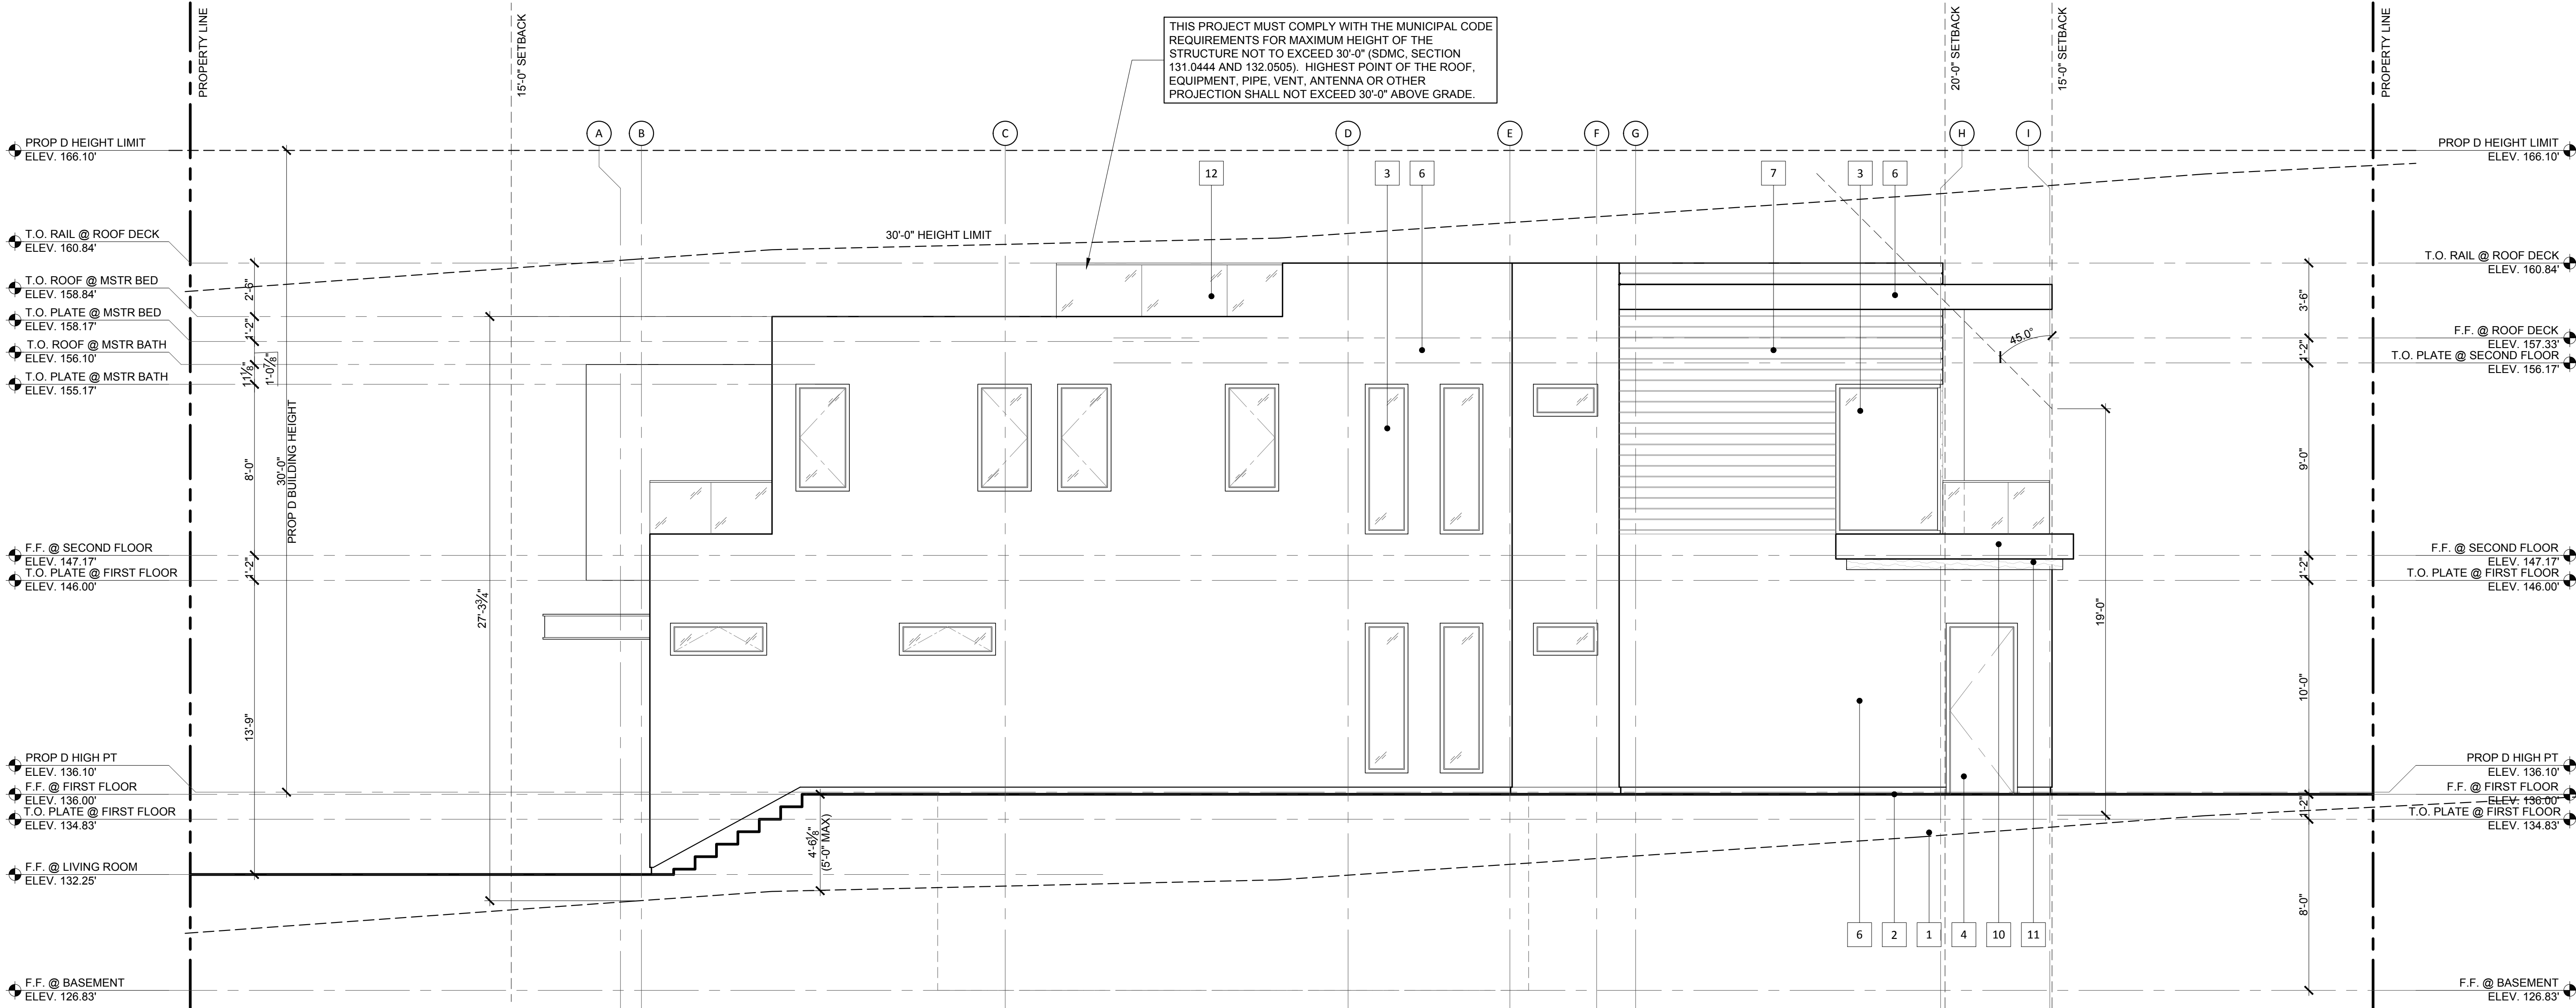 PROPERTY LINE
15'-0" SETBACK
THIS PROJECT MUST COMPLY WITH THE MUNICIPAL CODE
REQUIREMENTS FOR MAXIMUM HEIGHT OF THE
STRUCTURE NOT TO EXCEED 30'-0" (SDMC, SECTION
131.0444 AND 132.0505). HIGHEST POINT OF THE ROOF,
EQUIPMENT, PIPE, VENT, ANTENNA OR OTHER
PROJECTION SHALL NOT EXCEED 30'-0" ABOVE GRADE.
20'-0" SETBACK
15'-0" SETBACK
PROPERTY LINE
A
B
C
D
E
F
G
H
I
PROP D HEIGHT LIMIT
ELEV. 166.10'
T.O. RAIL @ ROOF DECK
ELEV. 160.84'
T.O. ROOF @ MSTR BED
ELEV. 158.84'
T.O. PLATE @ MSTR BED
ELEV. 158.17'
T.O. ROOF @ MSTR BATH
ELEV. 156.10'
T.O. PLATE @ MSTR BATH
ELEV. 155.17'
F.F. @ SECOND FLOOR
ELEV. 147.17'
T.O. PLATE @ FIRST FLOOR
ELEV. 146.00'
PROP D HIGH PT
ELEV. 136.10'
F.F. @ FIRST FLOOR
ELEV. 136.00'
T.O. PLATE @ FIRST FLOOR
ELEV. 134.83'
F.F. @ LIVING ROOM
ELEV. 132.25'
F.F. @ BASEMENT
ELEV. 126.83'
2'-6"
1'-2"
11⅛"
1'-0⅞"
8'-0"
1'-2"
13'-9"
30'-0"
PROP D BUILDING HEIGHT
27'-3¾"
4'-6⅛"
(5'-0" MAX)
30'-0" HEIGHT LIMIT
12
3
6
7
3
6
45.0°
6
2
1
4
10
11
19'-0"
3'-6"
1'-2"
9'-0"
1'-2"
10'-0"
1'-2"
8'-0"
PROP D HEIGHT LIMIT
ELEV. 166.10'
T.O. RAIL @ ROOF DECK
ELEV. 160.84'
F.F. @ ROOF DECK
ELEV. 157.33'
T.O. PLATE @ SECOND FLOOR
ELEV. 156.17'
F.F. @ SECOND FLOOR
ELEV. 147.17'
T.O. PLATE @ FIRST FLOOR
ELEV. 146.00'
PROP D HIGH PT
ELEV. 136.10'
F.F. @ FIRST FLOOR
ELEV. 136.00'
T.O. PLATE @ FIRST FLOOR
ELEV. 134.83'
F.F. @ BASEMENT
ELEV. 126.83'